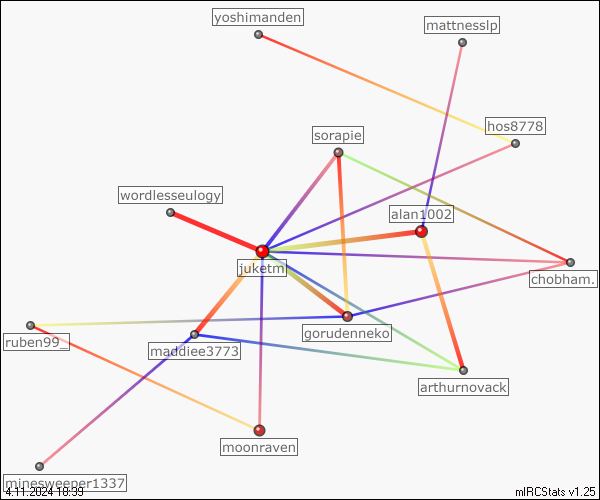 yoshimanden
mattnesslp
hos8778
sorapie
wordlesseulogy
alan1002
juketm
chobham.
gorudenneko
ruben99_
maddiee3773
arthurnovack
moonraven
minesweeper1337
4.11.2024 18:39
mIRCStats v1.25